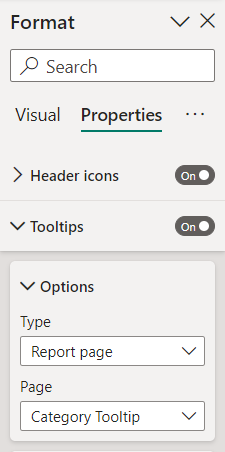 Format
Search
Visual Properties ...
Header icons On
Tooltips On
Options
Type
Report page
Page
Category Tooltip